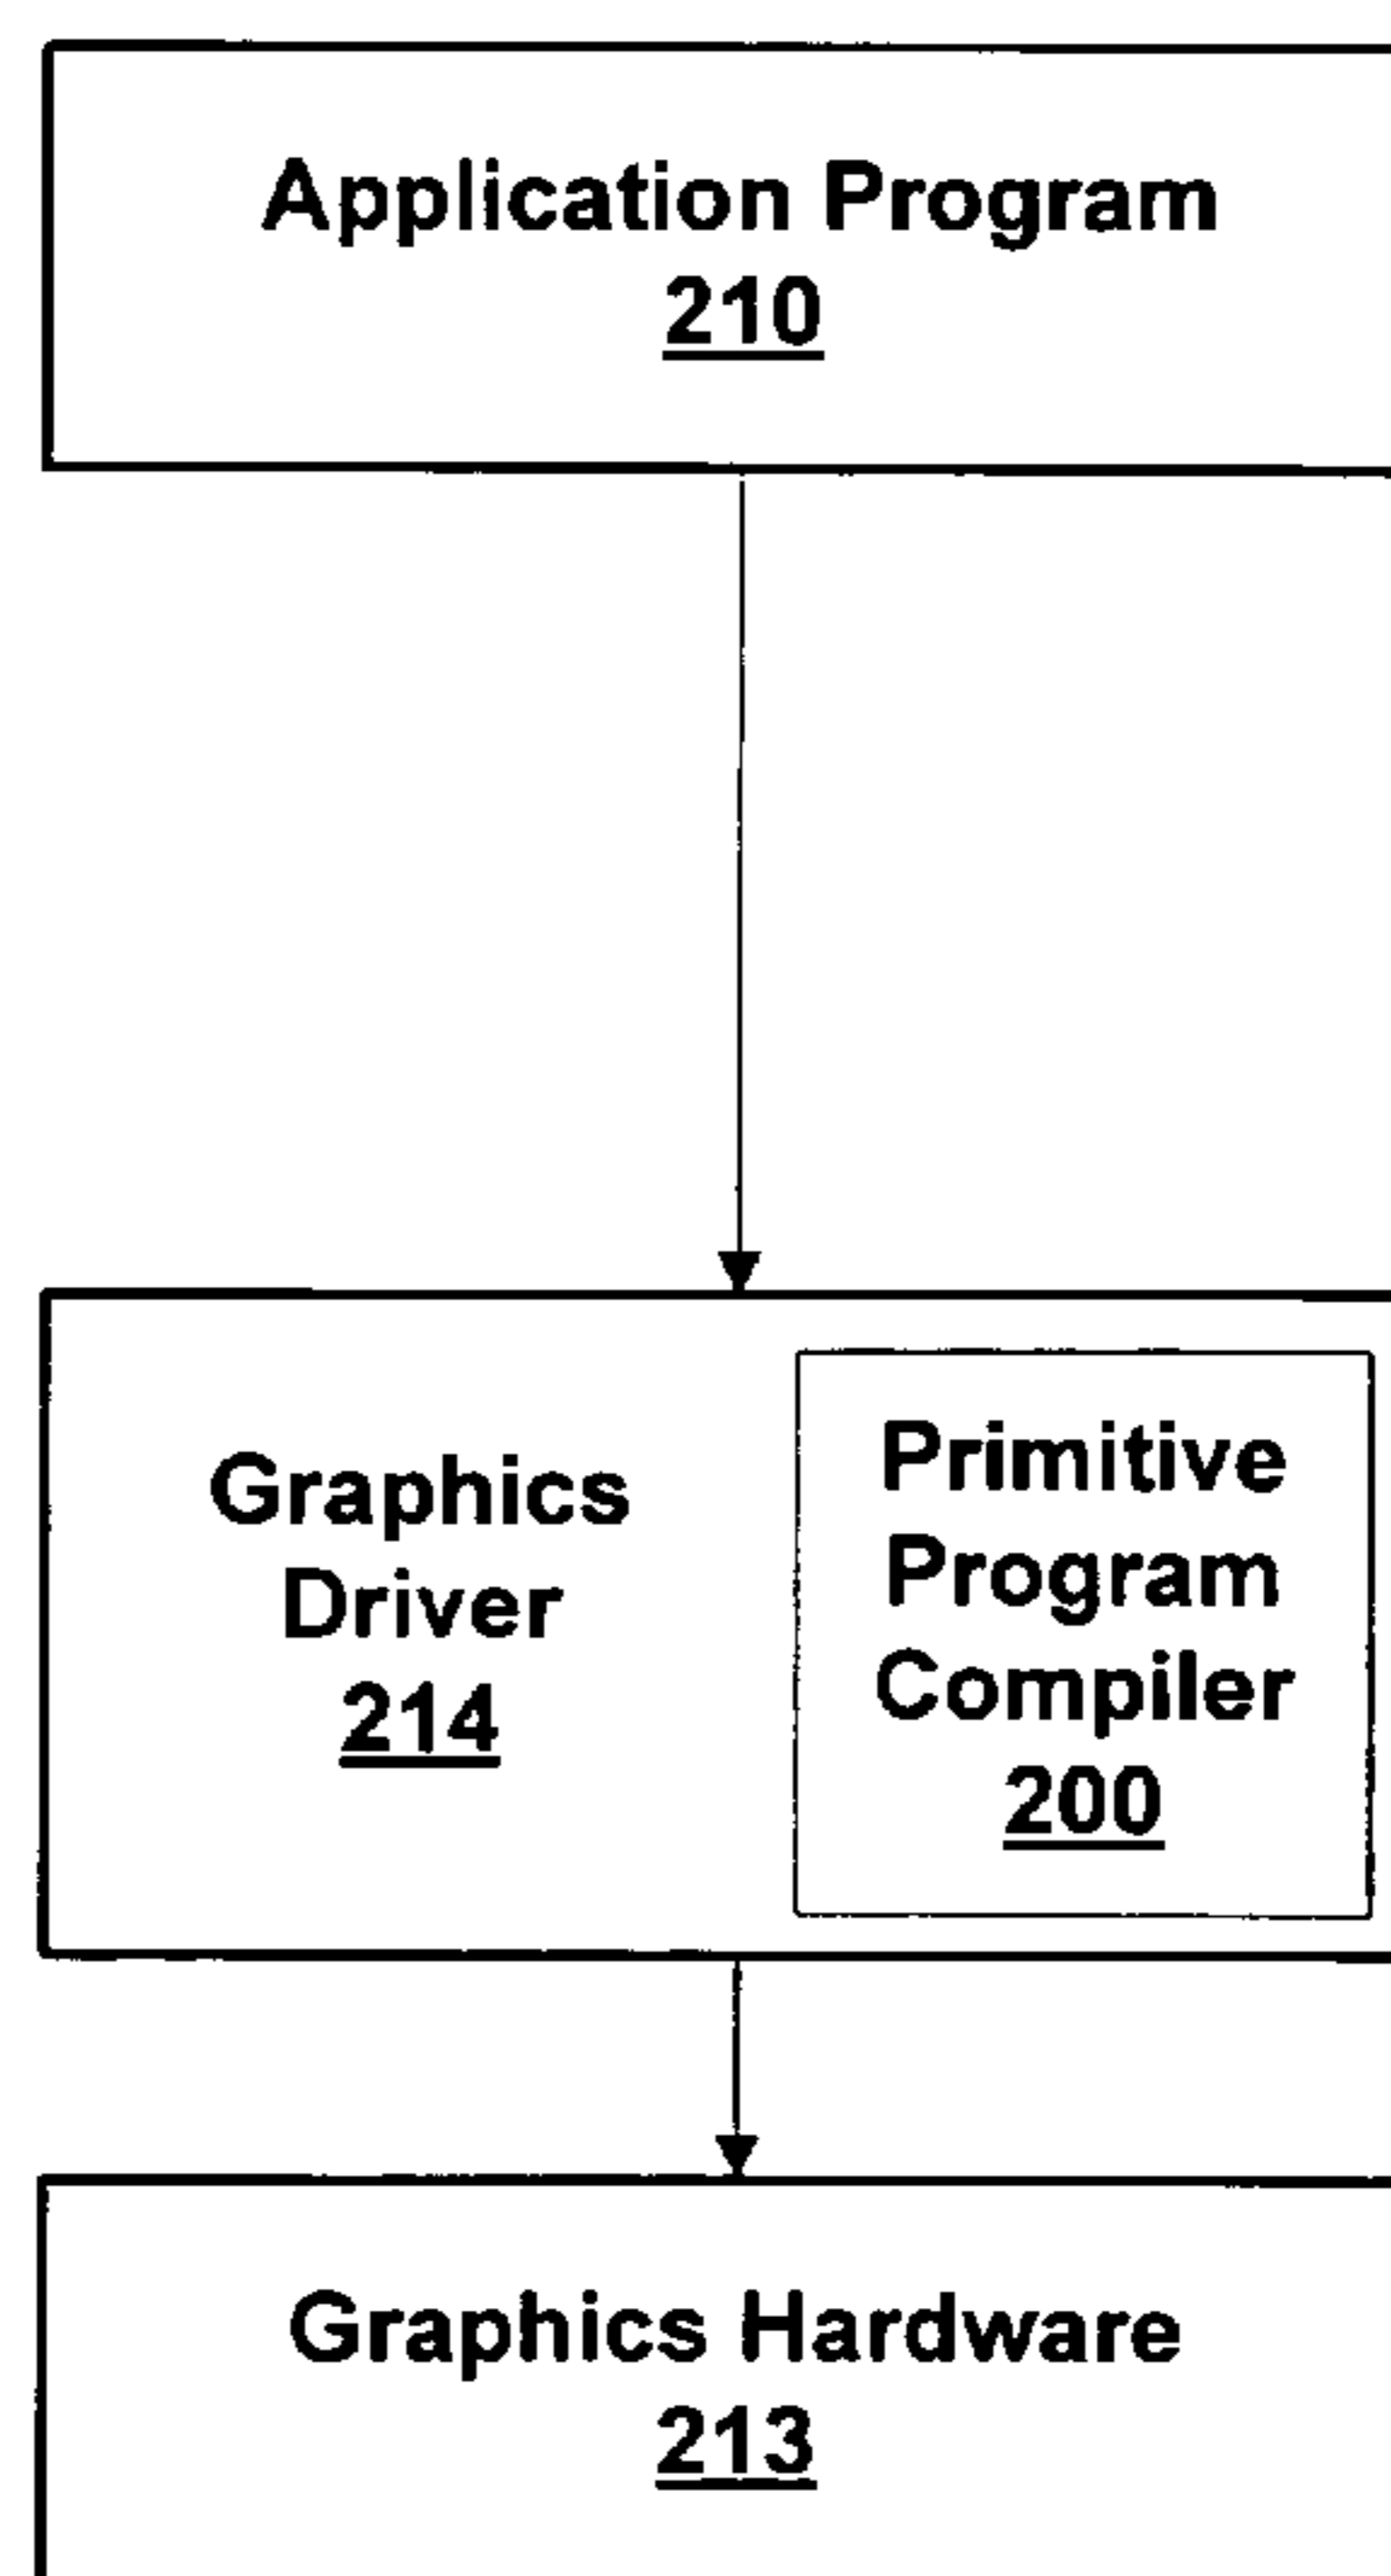 Application Program
210
Graphics
Driver
214
Primitive
Program
Compiler
200
Graphics Hardware
213